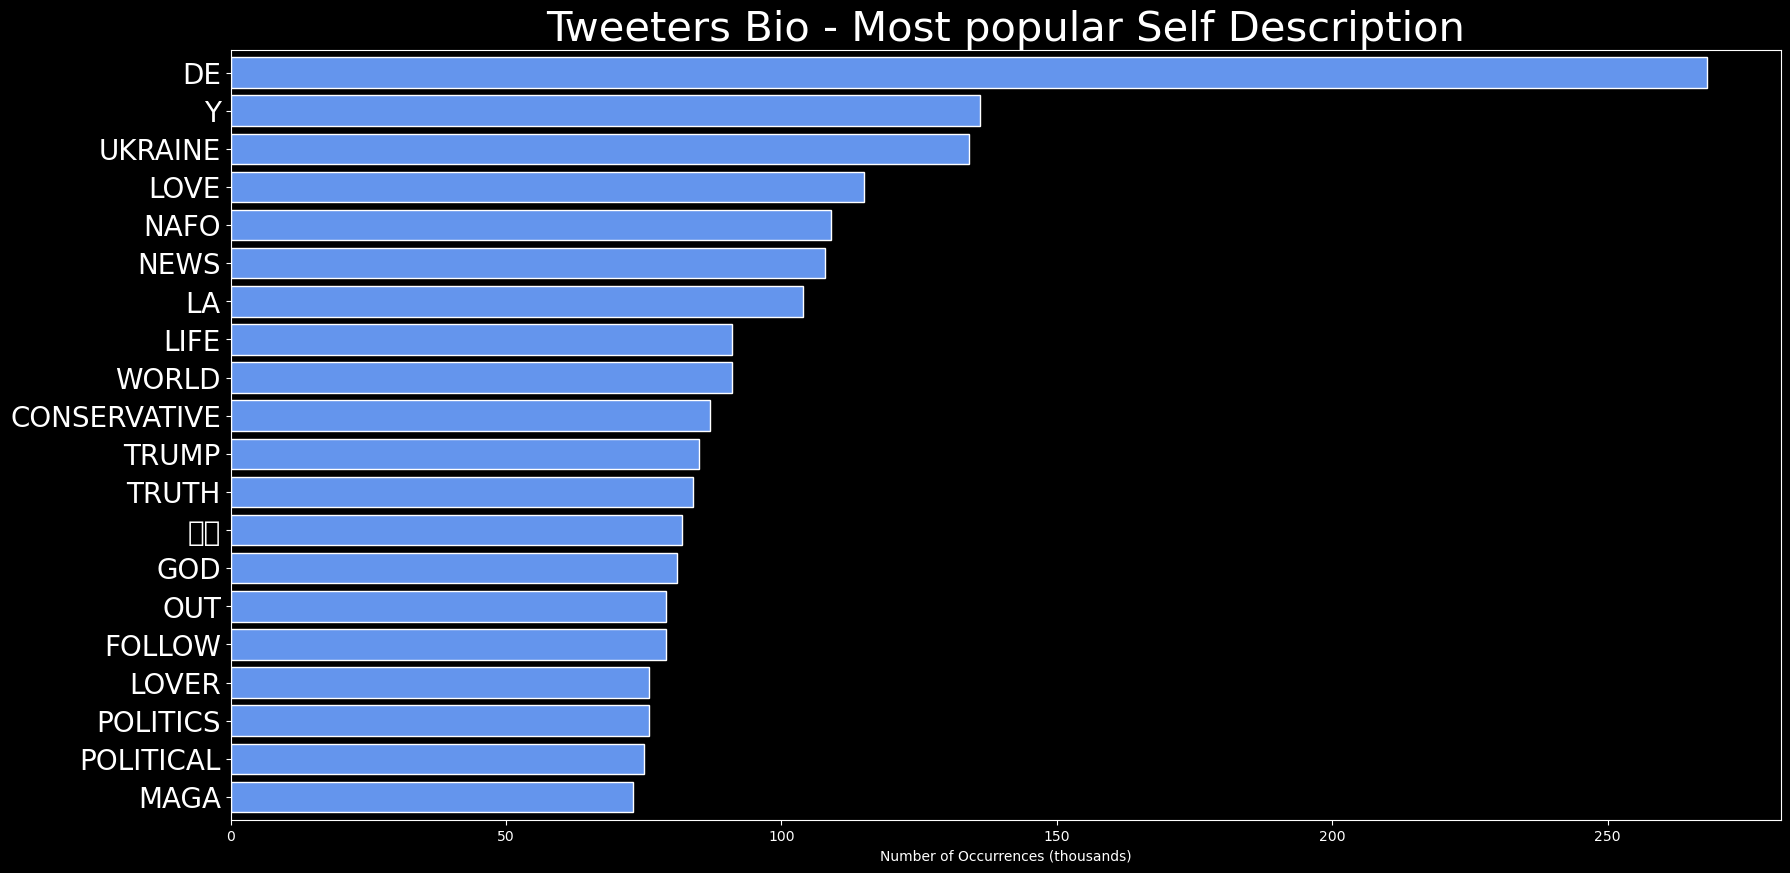 Tweeters Bio - Most popular Self Description
DE
Y
UKRAINE
LOVE
NAFO
NEWS
LA
LIFE
WORLD
CONSERVATIVE
TRUMP
TRUTH
GOD
OUT
FOLLOW
LOVER
POLITICS
POLITICAL
MAGA
0 50 100 150 200 250
Number of Occurrences (thousands)